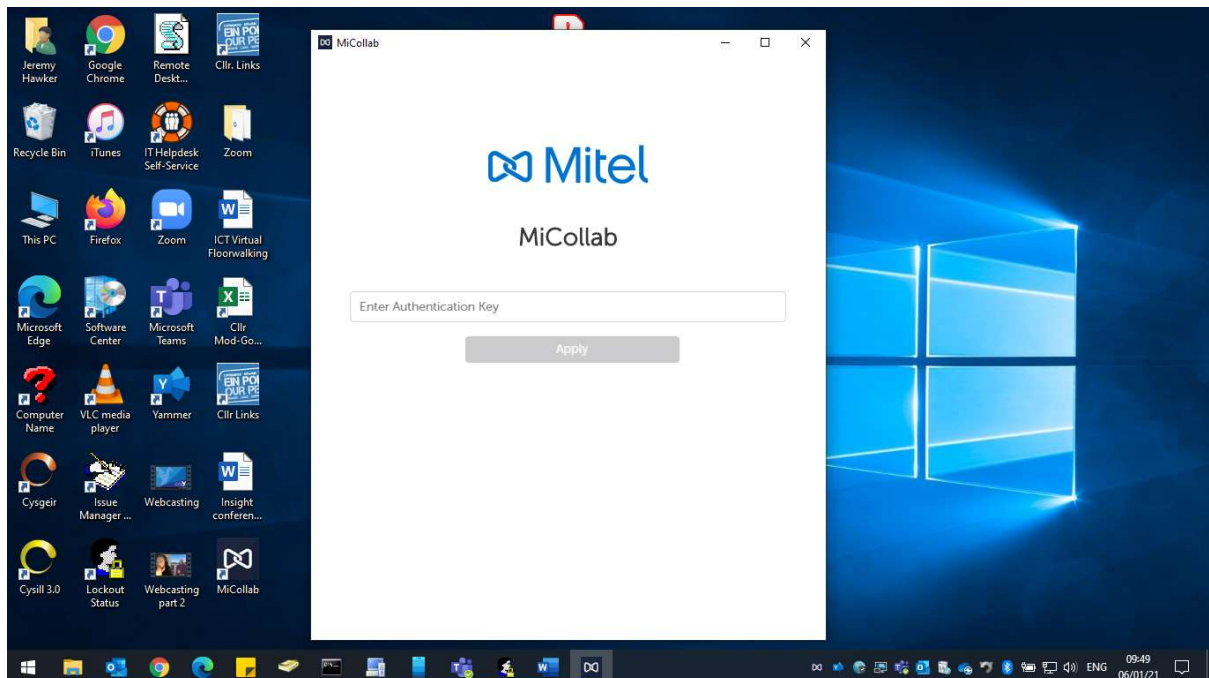 MiCollab
Mitel
MiCollab
Enter Authentication Key
Apply
Jeremy
Hawker
Google
Chrome
Remote
Deskt...
Cllr. Links
Recycle Bin
iTunes
IT Helpdesk
Self-Service
Zoom
This PC
Firefox
Zoom
ICT Virtual
Floorwalking
Microsoft
Edge
Software
Center
Microsoft
Teams
Cllr
Mod-Go...
Computer
Name
VLC media
player
Yammer
Cllr Links
Cysgeir
Issue
Manager ...
Webcasting
Insight
conferen...
Cysill 3.0
Lockout
Status
Webcasting
part 2
MiCollab
ENG
09:49
06/01/21